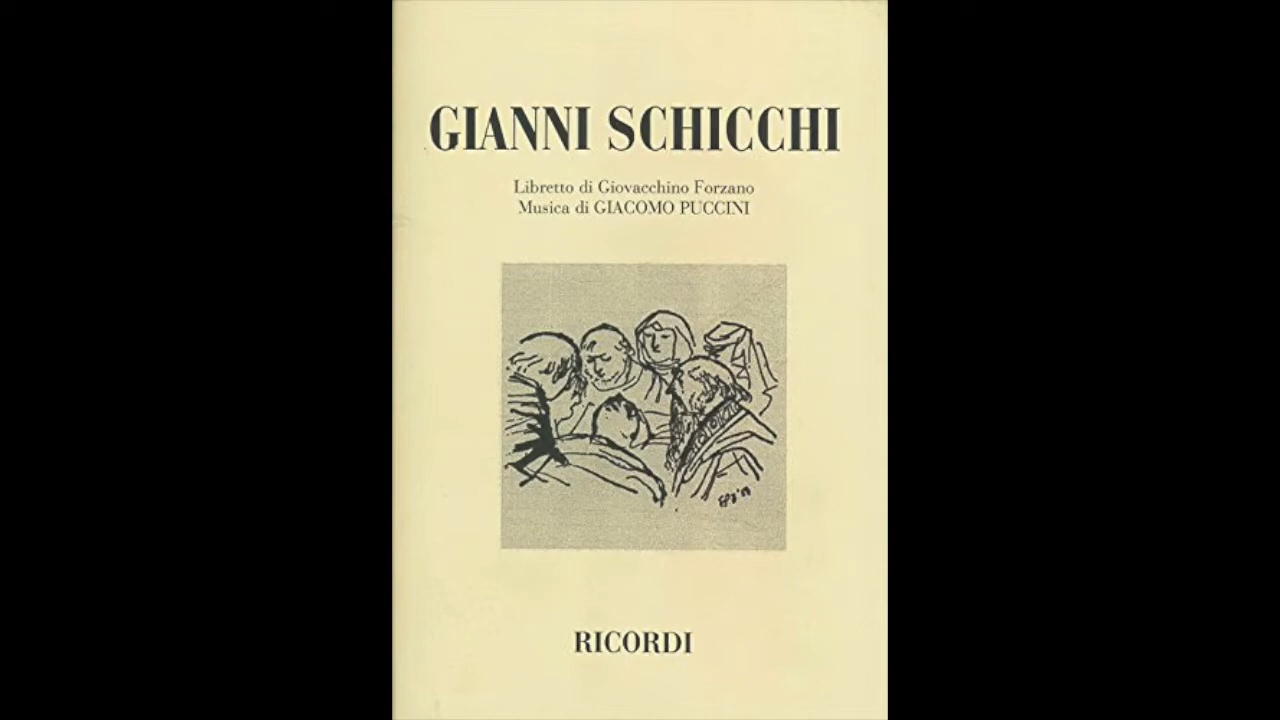 GIANNI SCHICCHI
Libretto di Giovacchino Forzano
Musica di GIACOMO PUCCINI
RICORDI